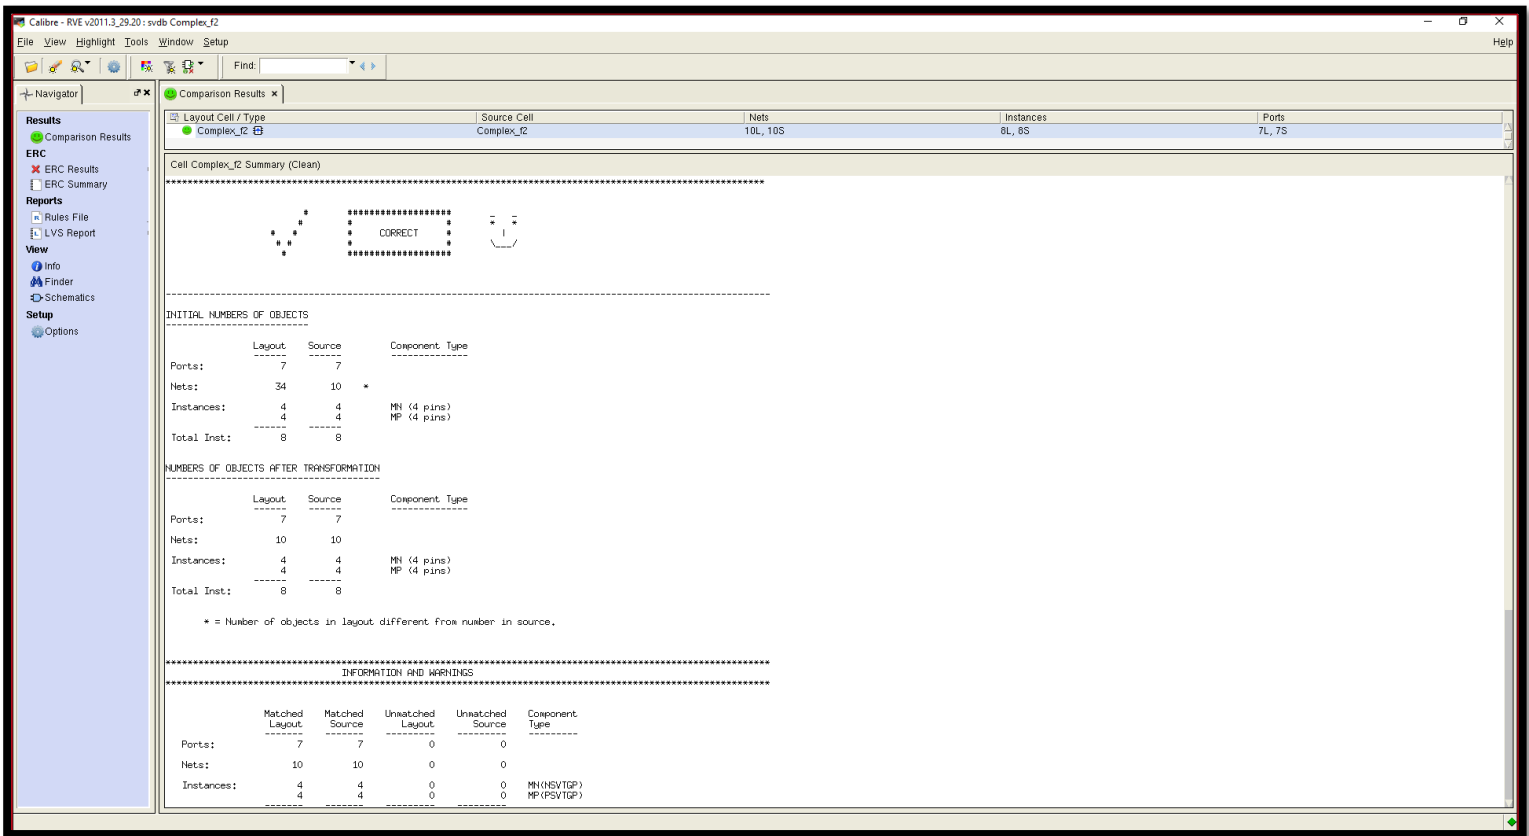 Calibre - RVE v2011.3_29.20 : svdb Complex_f2
File View Highlight Tools Window Setup Help
Find:
Navigator
Comparison Results
Results
Comparison Results
ERC
ERC Results
ERC Summary
Reports
Rules File
LVS Report
View
Info
Finder
Schematics
Setup
Options
Layout Cell / Type Source Cell Nets Instances Ports
Complex_f2 Complex_f2 10L, 10S 8L, 8S 7L, 7S
Cell Complex_f2 Summary (Clean)
CORRECT
INITIAL NUMBERS OF OBJECTS
Layout Source Component Type
Ports: 7 7
Nets: 34 10 *
Instances: 4 4 MN (4 pins)
4 4 MP (4 pins)
Total Inst: 8 8
NUMBERS OF OBJECTS AFTER TRANSFORMATION
Layout Source Component Type
Ports: 7 7
Nets: 10 10
Instances: 4 4 MN (4 pins)
4 4 MP (4 pins)
Total Inst: 8 8
* = Number of objects in layout different from number in source.
INFORMATION AND WARNINGS
Matched Matched Unmatched Unmatched Component
Layout Source Layout Source Type
Ports: 7 7 0 0
Nets: 10 10 0 0
Instances: 4 4 0 0 MN(NSVTGP)
4 4 0 0 MP(PSVTGP)